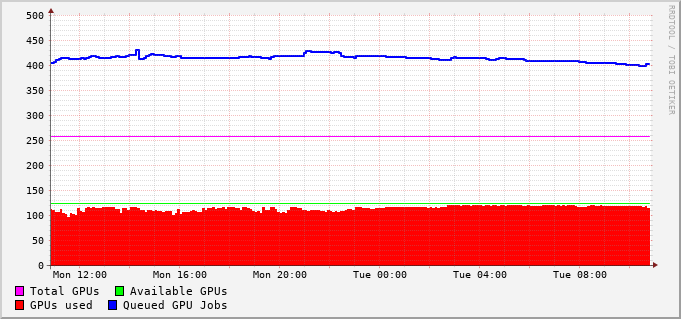 500
450
400
350
300
250
200
150
100
50
0
Mon 12:00 Mon 16:00 Mon 20:00 Tue 00:00 Tue 04:00 Tue 08:00
Total GPUs Available GPUs
GPUs used Queued GPU Jobs
RRDTOOL / TOBI OETIKER